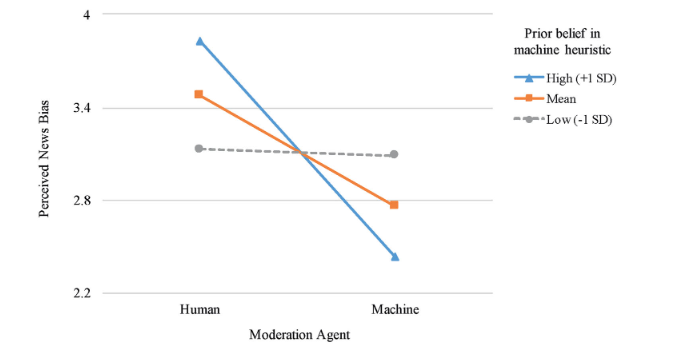 4
3.4
2.8
2.2
Perceived News Bias
Human
Machine
Moderation Agent
Prior belief in
machine heuristic
High (+1 SD)
Mean
Low (-1 SD)